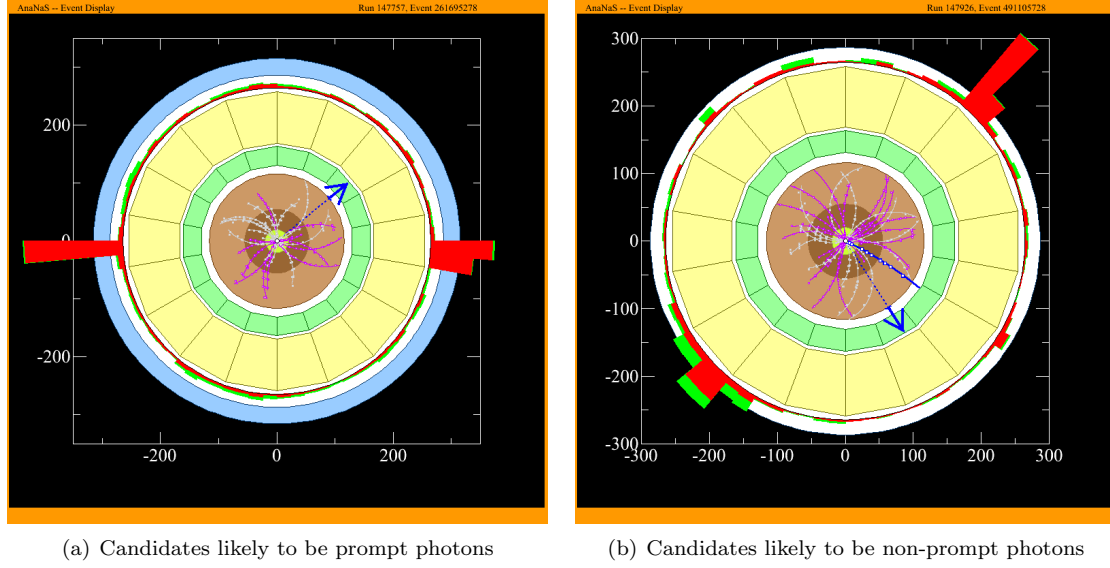 AnaNaS -- Event Display Run 147757, Event 261695278
200
0
-200
-200 0 200
(a) Candidates likely to be prompt photons
AnaNaS -- Event Display Run 147926, Event 491105728
300
200
100
0
-100
-200
-300
-300 -200 -100 0 100 200 300
(b) Candidates likely to be non-prompt photons